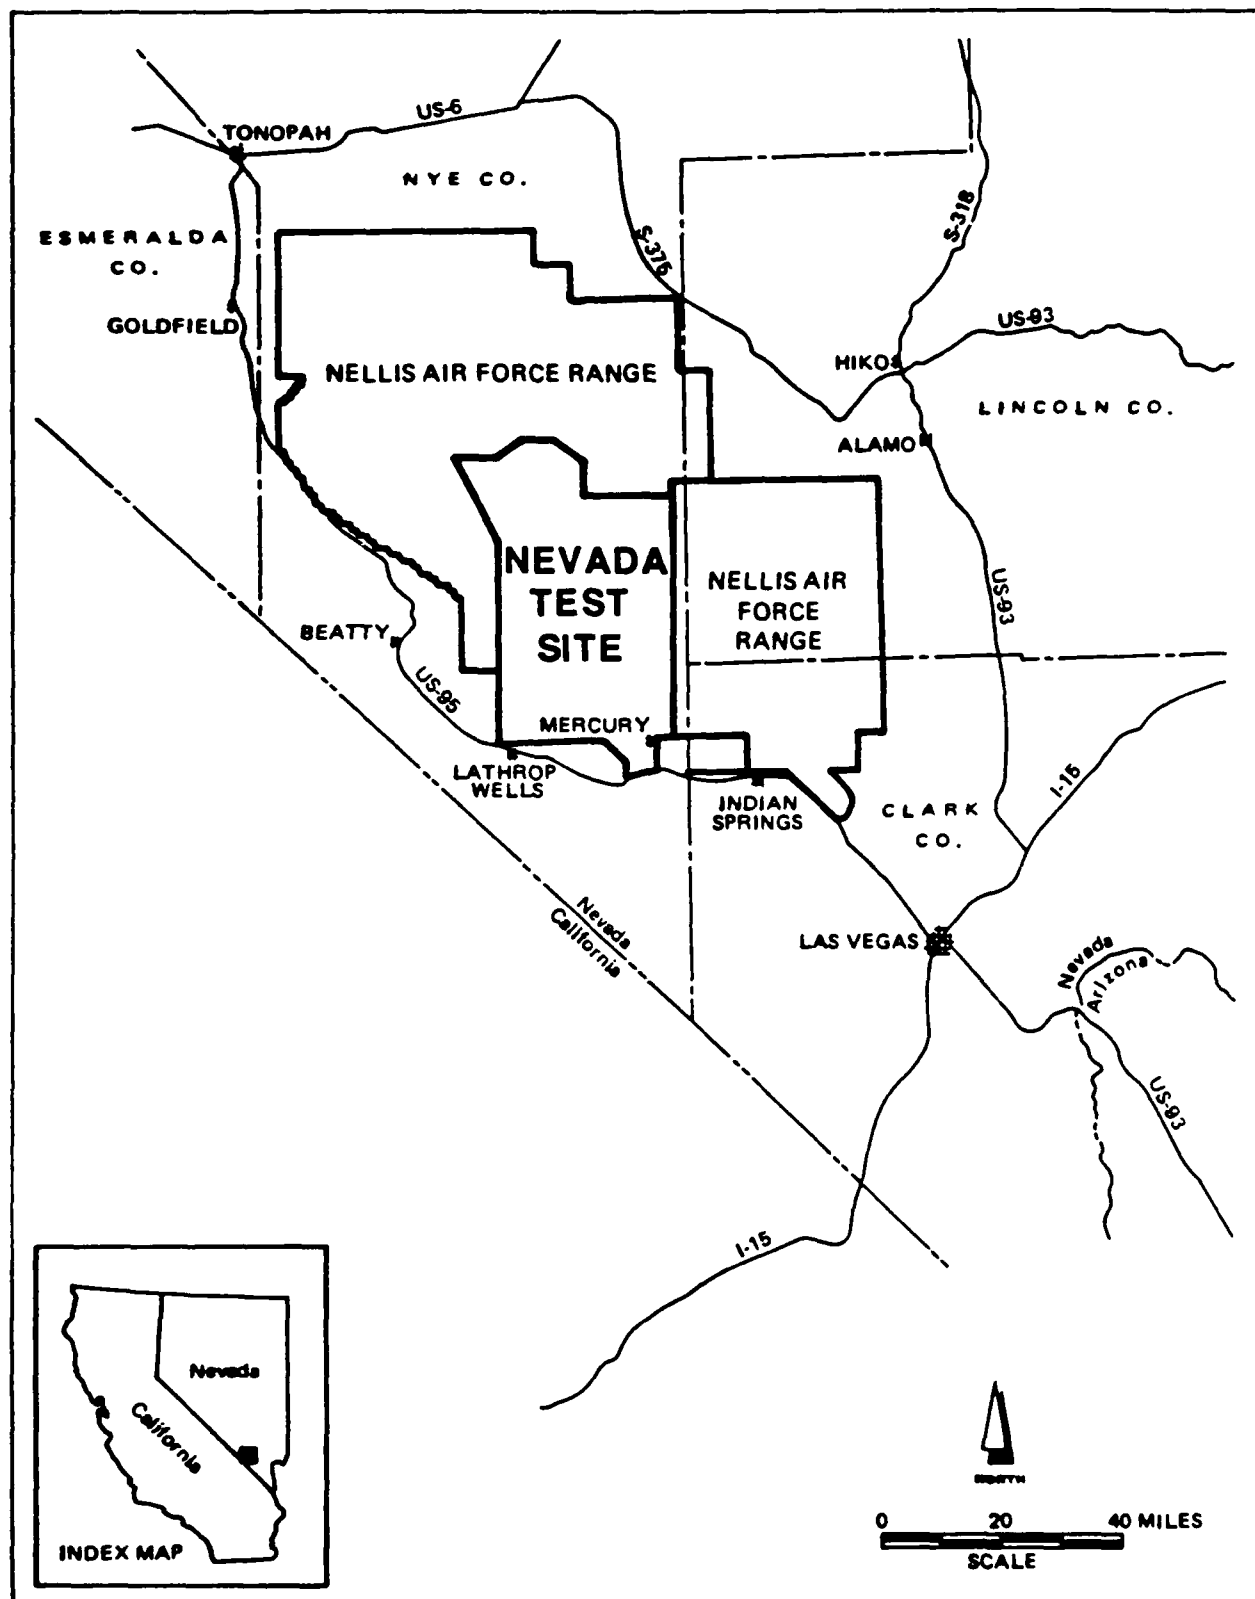 US-6
TONOPAH
NYE CO.
S-318
ESMERALDA
CO.
S-375
GOLDFIELD
US-93
HIKO
NELLIS AIR FORCE RANGE
LINCOLN CO.
ALAMO
NEVADA
TEST
SITE
NELLIS AIR
FORCE
RANGE
US-93
BEATTY
US-95
MERCURY
LATHROP
WELLS
INDIAN
SPRINGS
I-15
CLARK
CO.
Nevada
California
LAS VEGAS
Nevada
Arizona
US-93
I-15
Nevada
California
INDEX MAP
NORTH
0 20 40 MILES
SCALE